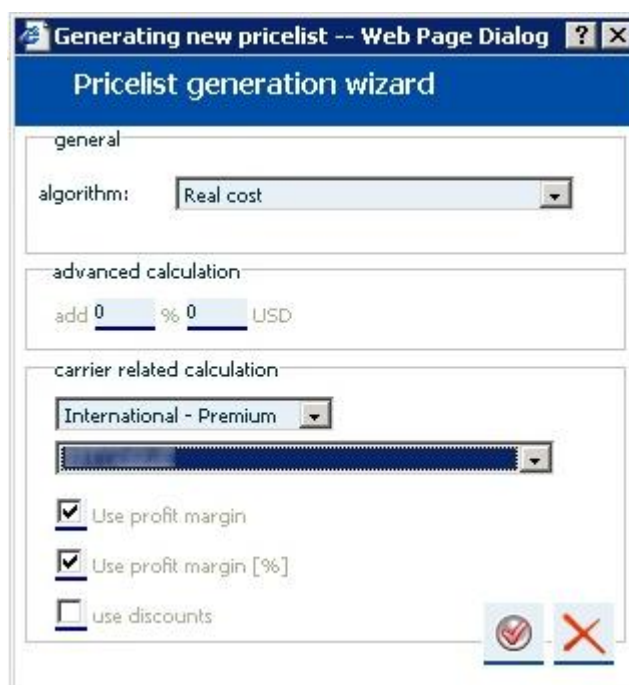 Generating new pricelist -- Web Page Dialog
Pricelist generation wizard
general
algorithm: Real cost
advanced calculation
add 0 % 0 USD
carrier related calculation
International - Premium
Use profit margin
Use profit margin [%]
use discounts